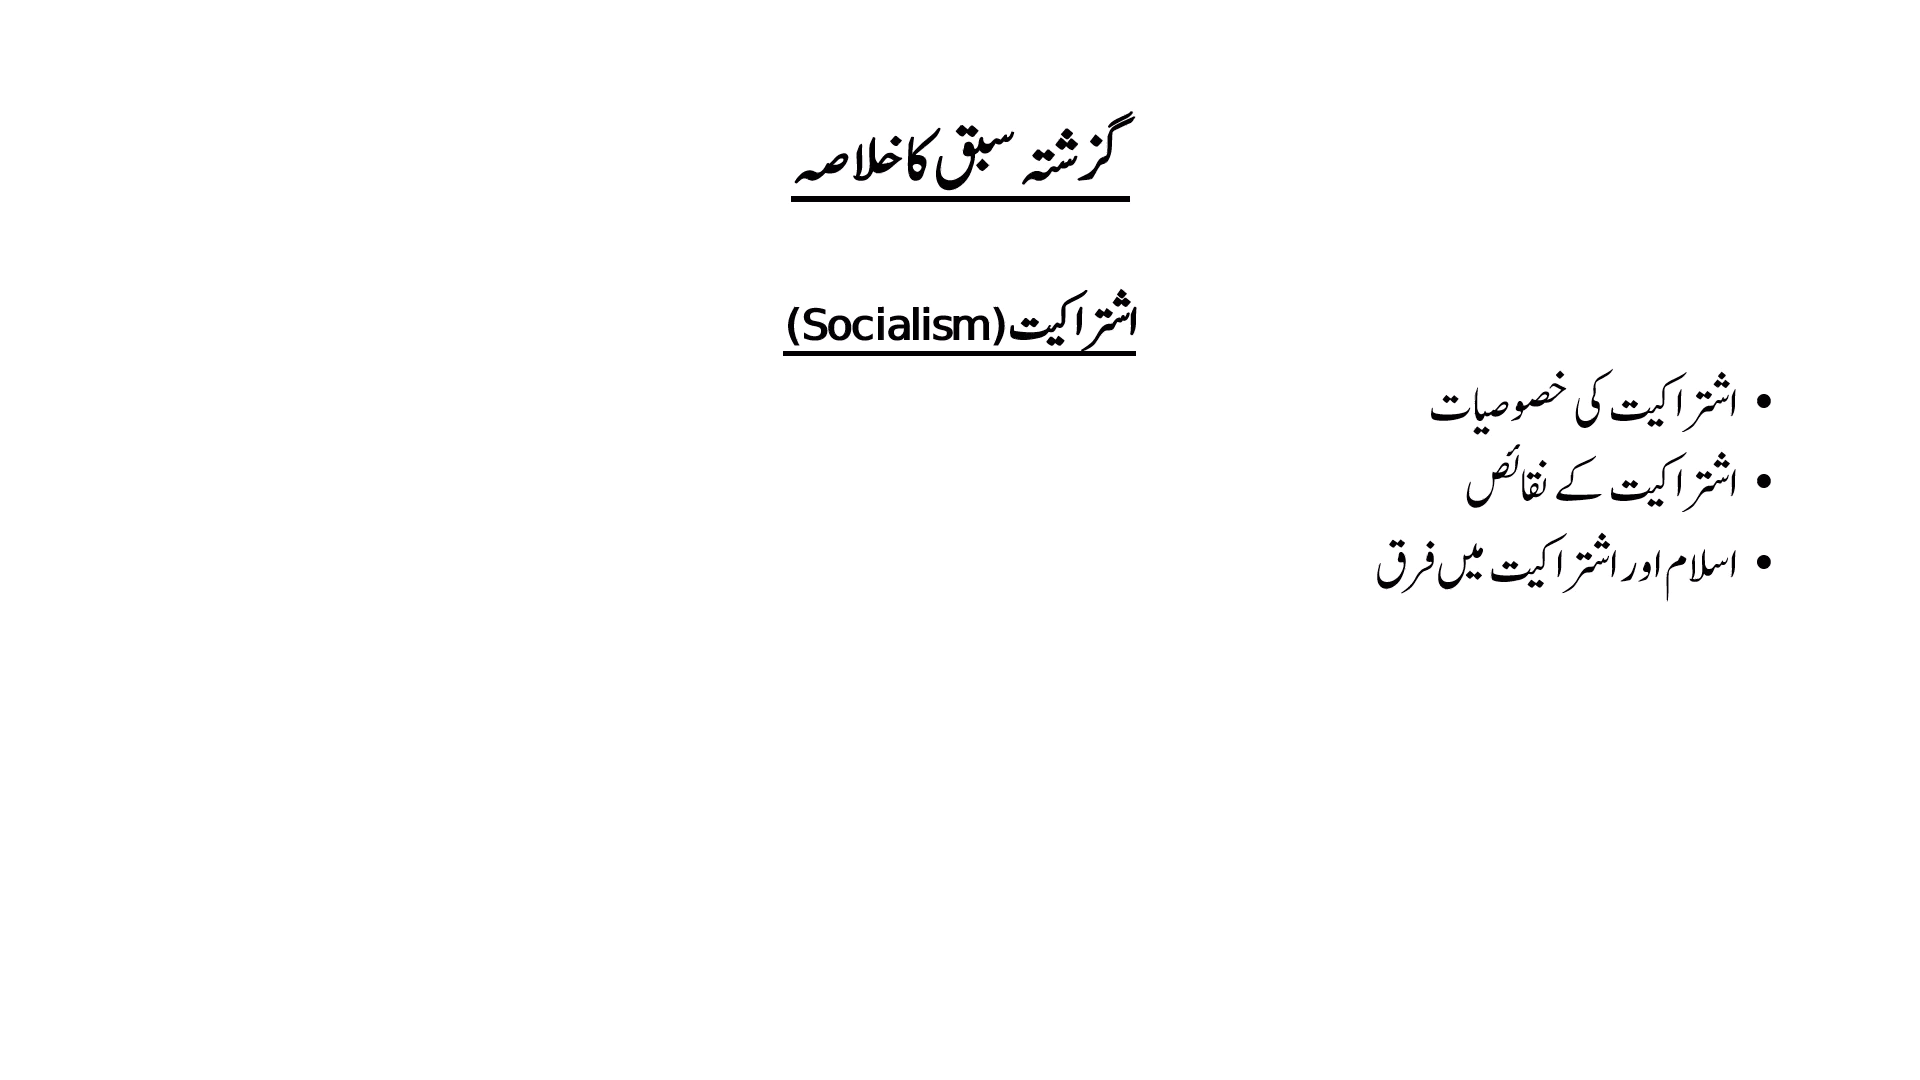 گزشتہ سبق کا خلاصہ
اشتراکیت(Socialism)
• اشتراکیت کی خصوصیات
• اشتراکیت کے نقائص
• اسلام اور اشتراکیت میں فرق